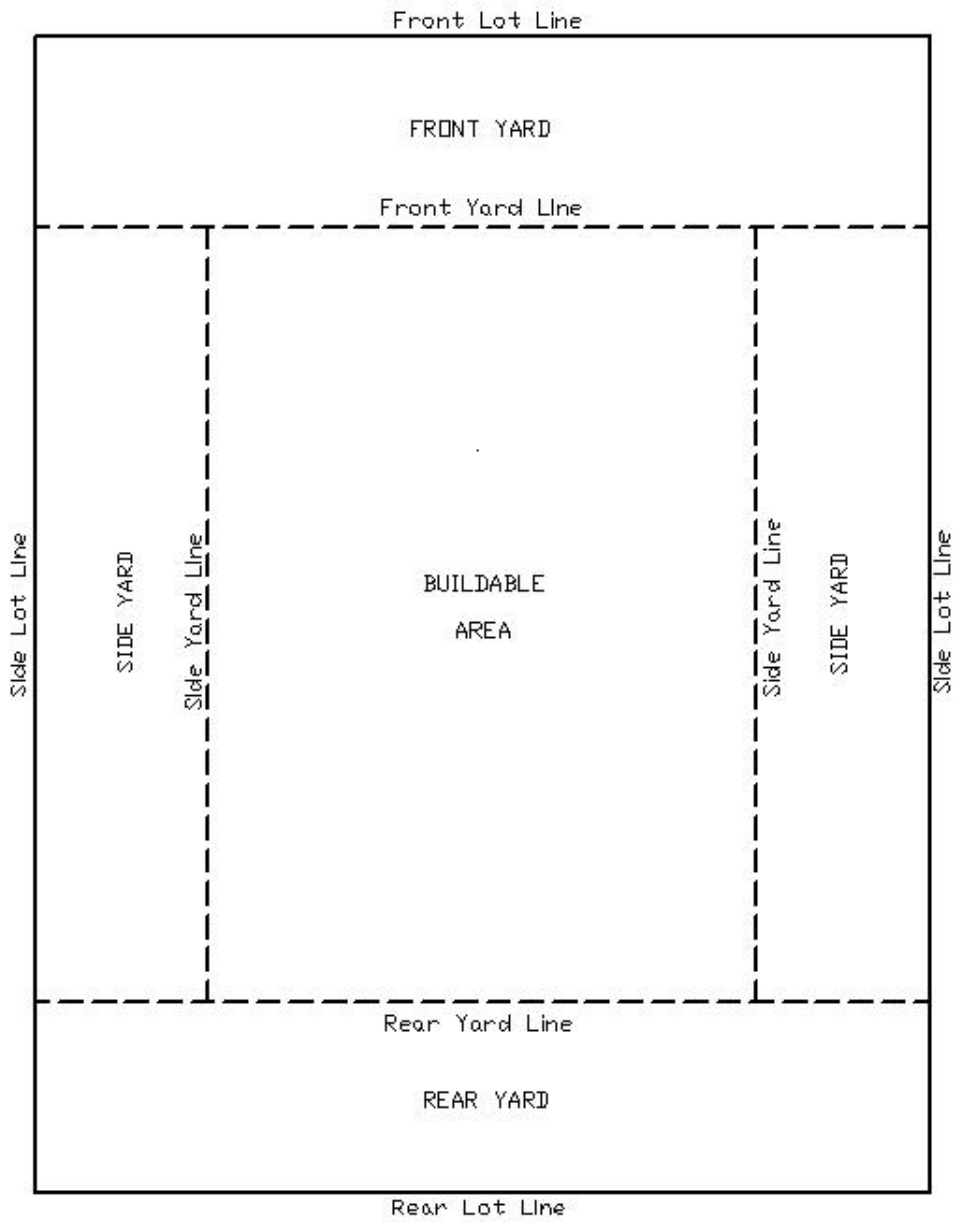 Front Lot Line
FRONT YARD
Front Yard LIne
SIde Lot LIne
SIDE YARD
SIde Yard LIne
BUILDABLE
AREA
Side Yard Line
SIDE YARD
SIde Lot LIne
Rear Yard Line
REAR YARD
Rear Lot LIne